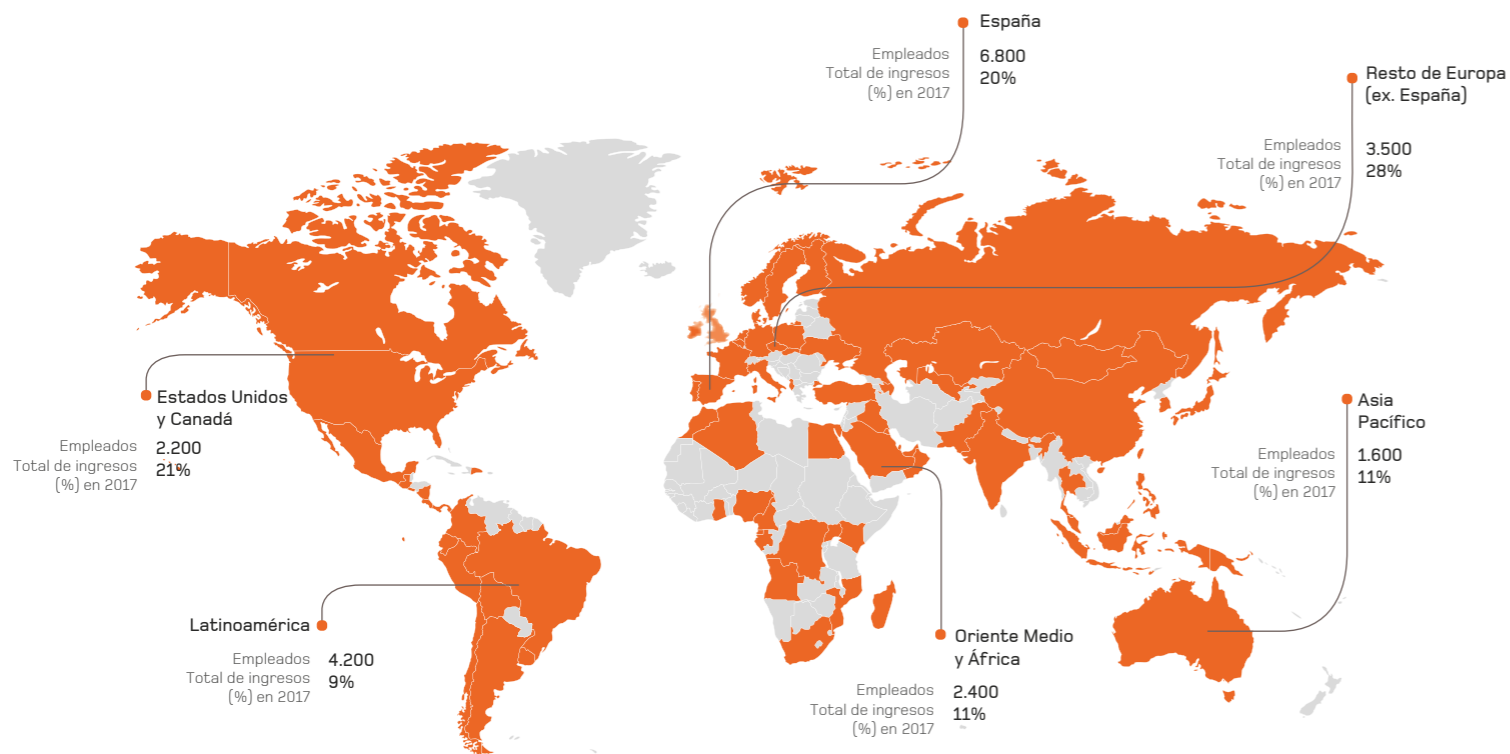 España
Empleados 6.800
Total de ingresos 20%
(%) en 2017
Resto de Europa
(ex. España)
Empleados 3.500
Total de ingresos 28%
(%) en 2017
Estados Unidos
y Canadá
Empleados 2.200
Total de ingresos 21%
(%) en 2017
Asia
Pacífico
Empleados 1.600
Total de ingresos 11%
(%) en 2017
Latinoamérica
Empleados 4.200
Total de ingresos 9%
(%) en 2017
Oriente Medio
y África
Empleados 2.400
Total de ingresos 11%
(%) en 2017